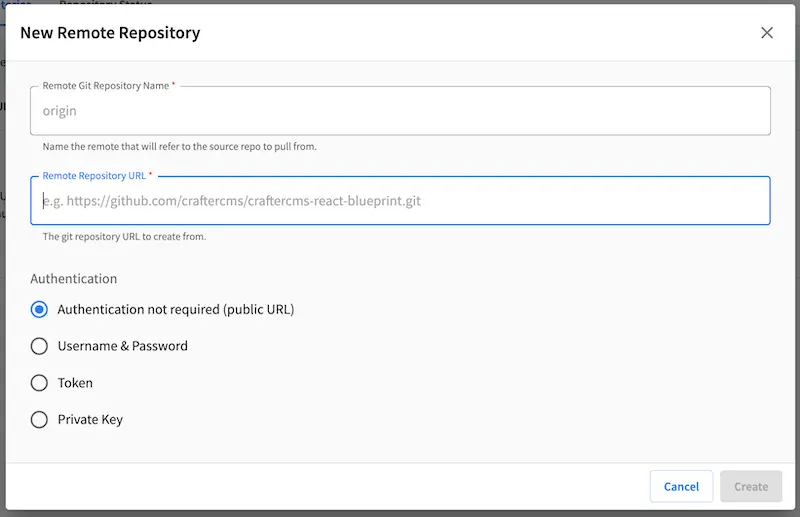 Repository Status
New Remote Repository
Remote Git Repository Name *
origin
Name the remote that will refer to the source repo to pull from.
Remote Repository URL *
e.g. https://github.com/craftercms/craftercms-react-blueprint.git
The git repository URL to create from.
Authentication
Authentication not required (public URL)
Username & Password
Token
Private Key
Cancel
Create